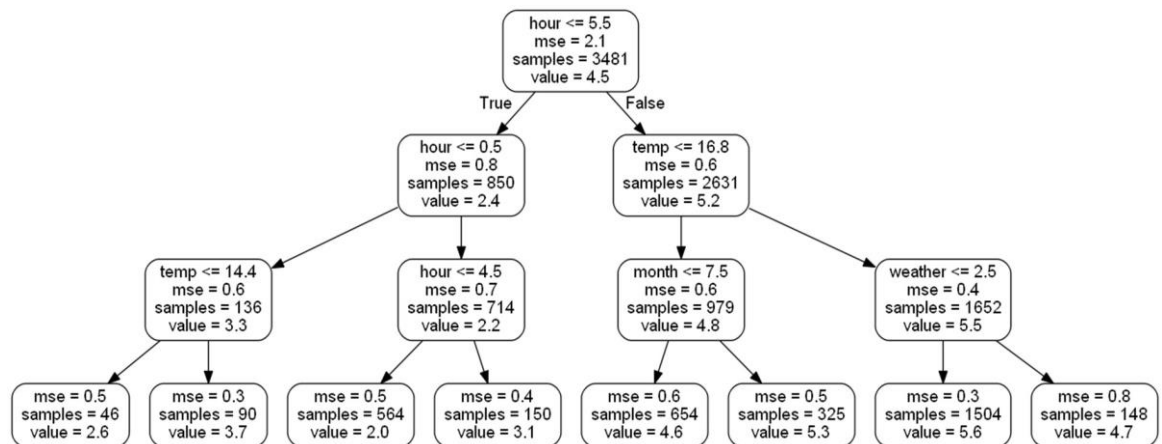 hour <= 5.5
mse = 2.1
samples = 3481
value = 4.5
True
False
hour <= 0.5
mse = 0.8
samples = 850
value = 2.4
temp <= 16.8
mse = 0.6
samples = 2631
value = 5.2
temp <= 14.4
mse = 0.6
samples = 136
value = 3.3
hour <= 4.5
mse = 0.7
samples = 714
value = 2.2
month <= 7.5
mse = 0.6
samples = 979
value = 4.8
weather <= 2.5
mse = 0.4
samples = 1652
value = 5.5
mse = 0.5
samples = 46
value = 2.6
mse = 0.3
samples = 90
value = 3.7
mse = 0.5
samples = 564
value = 2.0
mse = 0.4
samples = 150
value = 3.1
mse = 0.6
samples = 654
value = 4.6
mse = 0.5
samples = 325
value = 5.3
mse = 0.3
samples = 1504
value = 5.6
mse = 0.8
samples = 148
value = 4.7